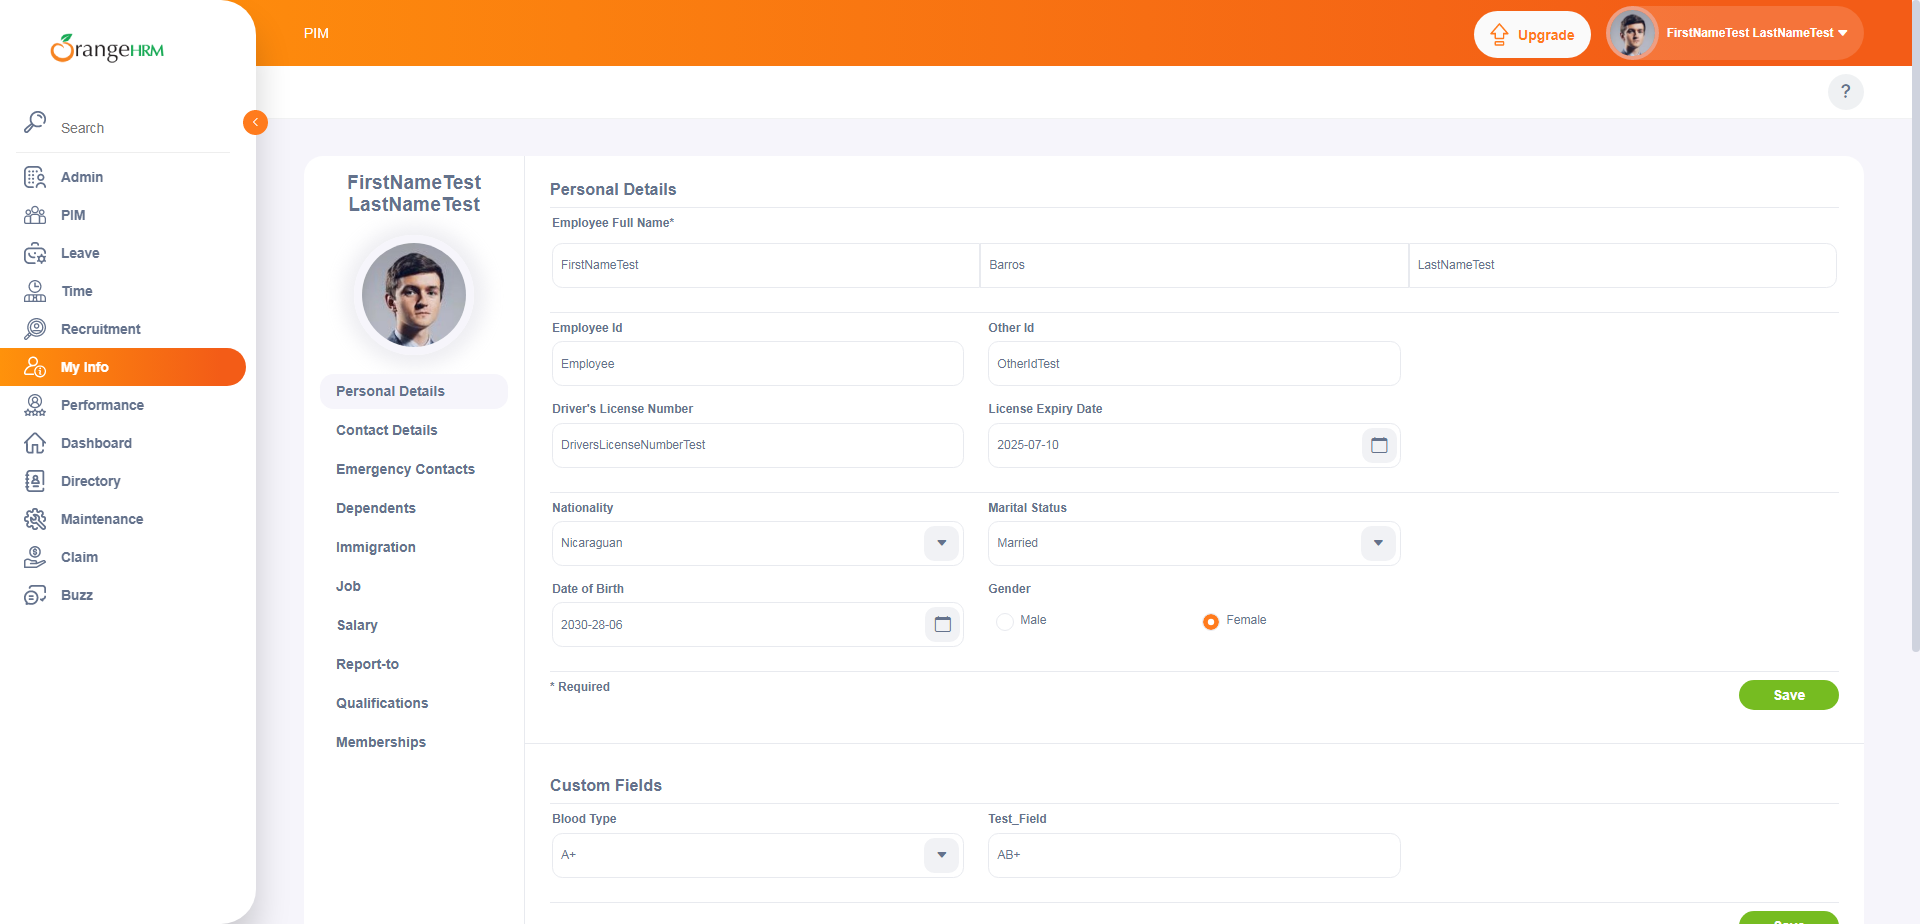 OrangeHRM
Search
Admin
PIM
Leave
Time
Recruitment
My Info
Performance
Dashboard
Directory
Maintenance
Claim
Buzz
PIM
Upgrade
FirstNameTest LastNameTest
?
FirstNameTest
LastNameTest
Personal Details
Contact Details
Emergency Contacts
Dependents
Immigration
Job
Salary
Report-to
Qualifications
Memberships
Personal Details
Employee Full Name*
FirstNameTest Barros LastNameTest
Employee Id Other Id
Employee OtherIdTest
Driver's License Number License Expiry Date
DriversLicenseNumberTest 2025-07-10
Nationality Marital Status
Nicaraguan Married
Date of Birth Gender
2030-28-06 Male Female
* Required Save
Custom Fields
Blood Type Test_Field
A+ AB+